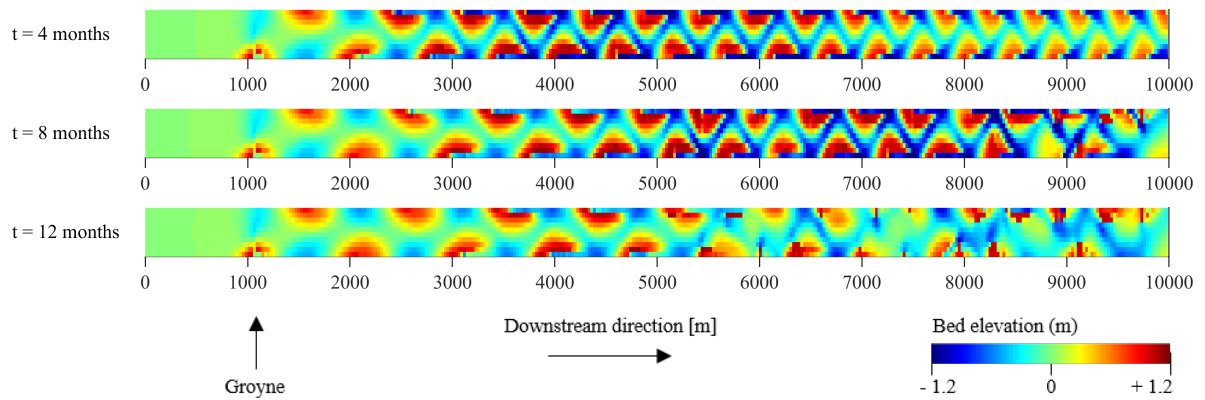 t = 4 months
0 1000 2000 3000 4000 5000 6000 7000 8000 9000 10000
t = 8 months
0 1000 2000 3000 4000 5000 6000 7000 8000 9000 10000
t = 12 months
0 1000 2000 3000 4000 5000 6000 7000 8000 9000 10000
Downstream direction [m]
Bed elevation (m)
Groyne
- 1.2 0 + 1.2